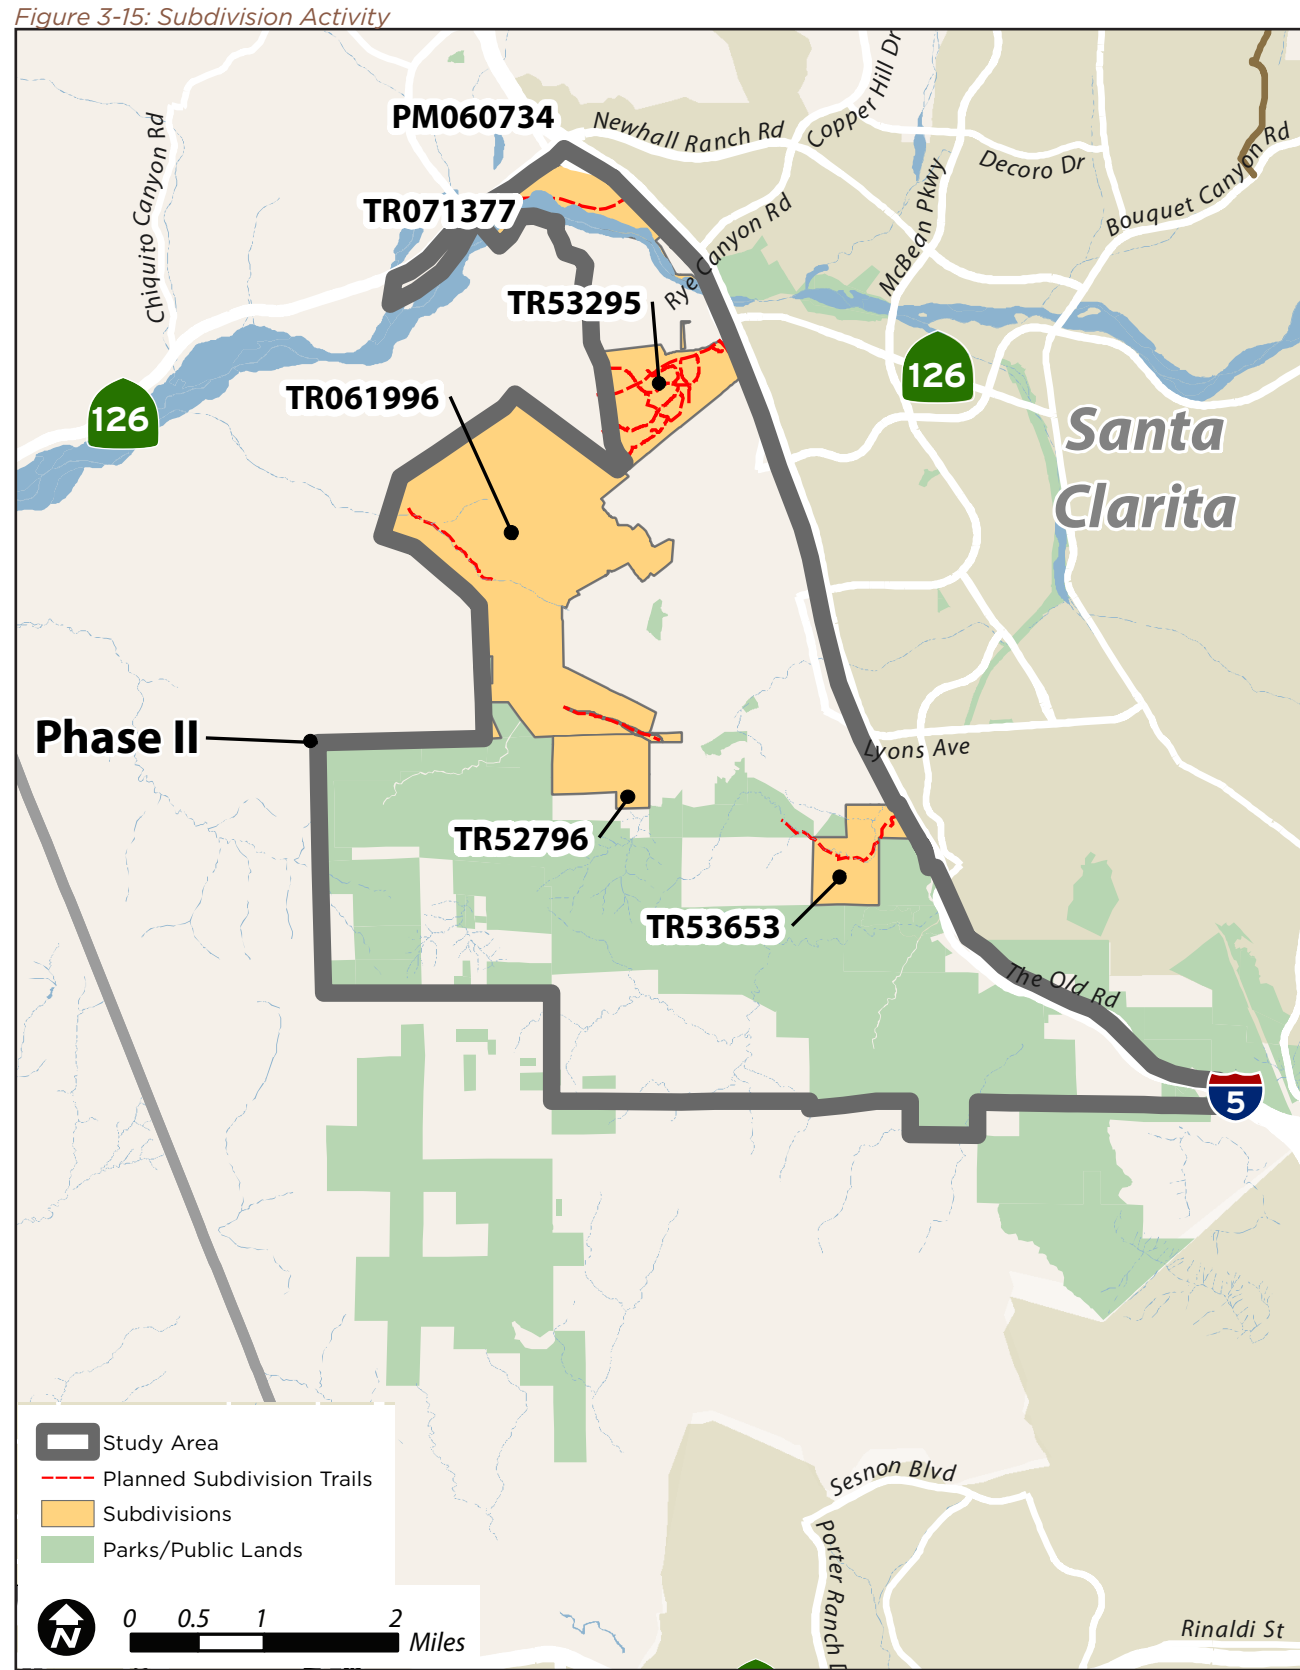 Figure 3-15: Subdivision Activity
PM060734
Newhall Ranch Rd
Copper Hill Dr
Decoro Dr
Bouquet Canyon Rd
Chiquito Canyon Rd
TR071377
Rye Canyon Rd
McBean Pkwy
TR53295
126
126
TR061996
Santa
Clarita
Phase II
Lyons Ave
TR52796
TR53653
The Old Rd
5
Study Area
Planned Subdivision Trails
Subdivisions
Parks/Public Lands
Sesnon Blvd
Porter Ranch
Rinaldi St
N
0 0.5 1 2
Miles